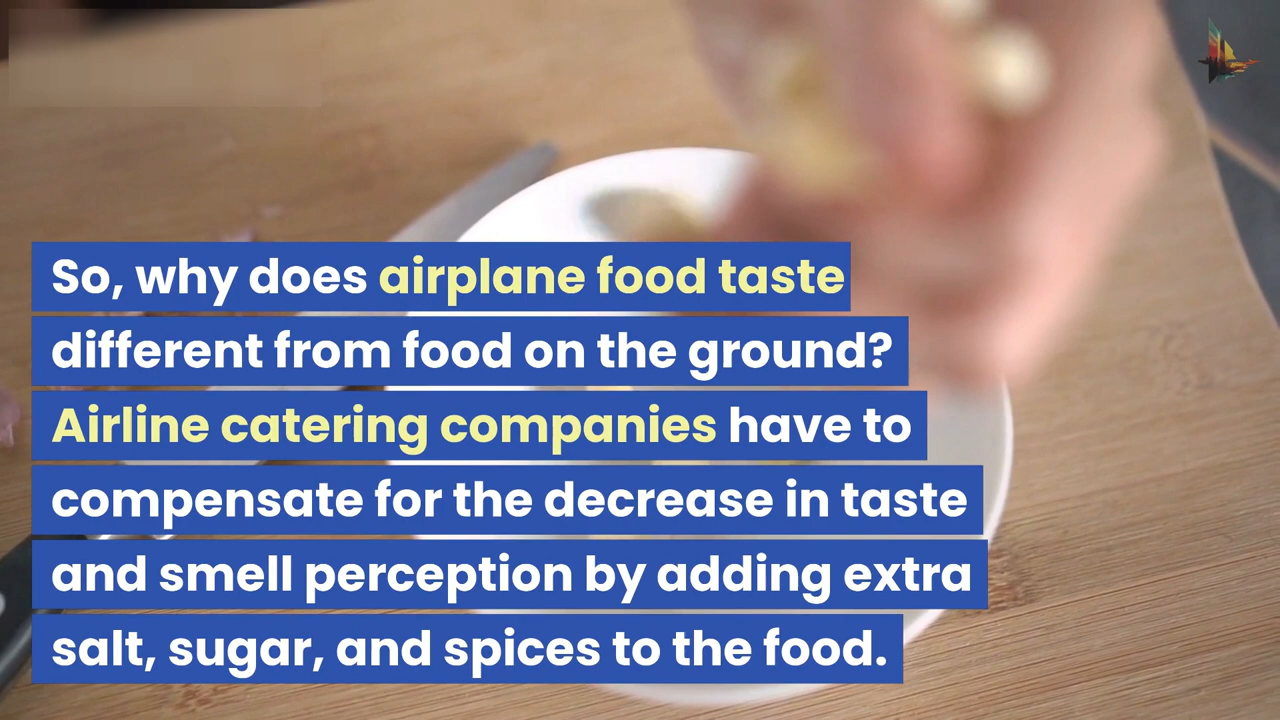 So, why does airplane food taste
different from food on the ground?
Airline catering companies have to
compensate for the decrease in taste
and smell perception by adding extra
salt, sugar, and spices to the food.